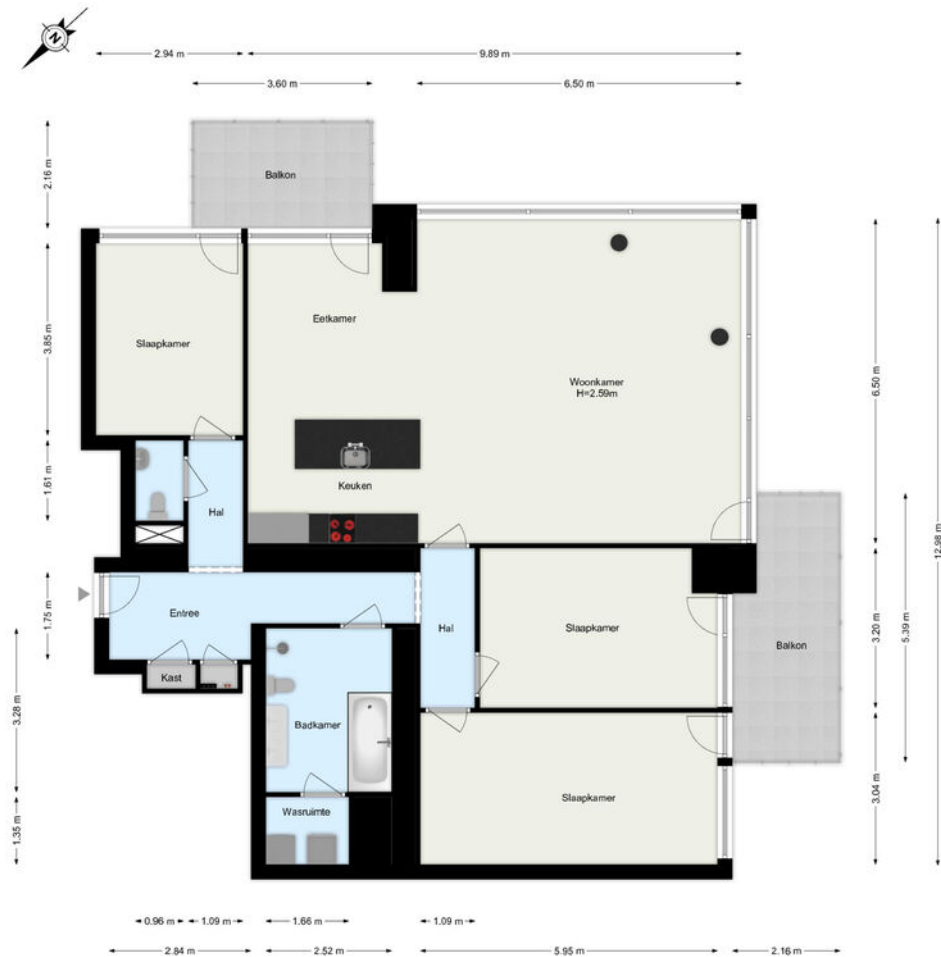 N
2.94 m
9.89 m
3.60 m
6.50 m
2.16 m
Balkon
3.85 m
Slaapkamer
Eetkamer
Woonkamer
H=2.59m
6.50 m
12.98 m
1.61 m
Hal
Keuken
1.75 m
Entree
Hal
Slaapkamer
Balkon
3.20 m
5.39 m
Kast
3.28 m
Badkamer
Slaapkamer
3.04 m
1.35 m
Wasruimte
0.96 m
1.09 m
1.66 m
1.09 m
2.84 m
2.52 m
5.95 m
2.16 m